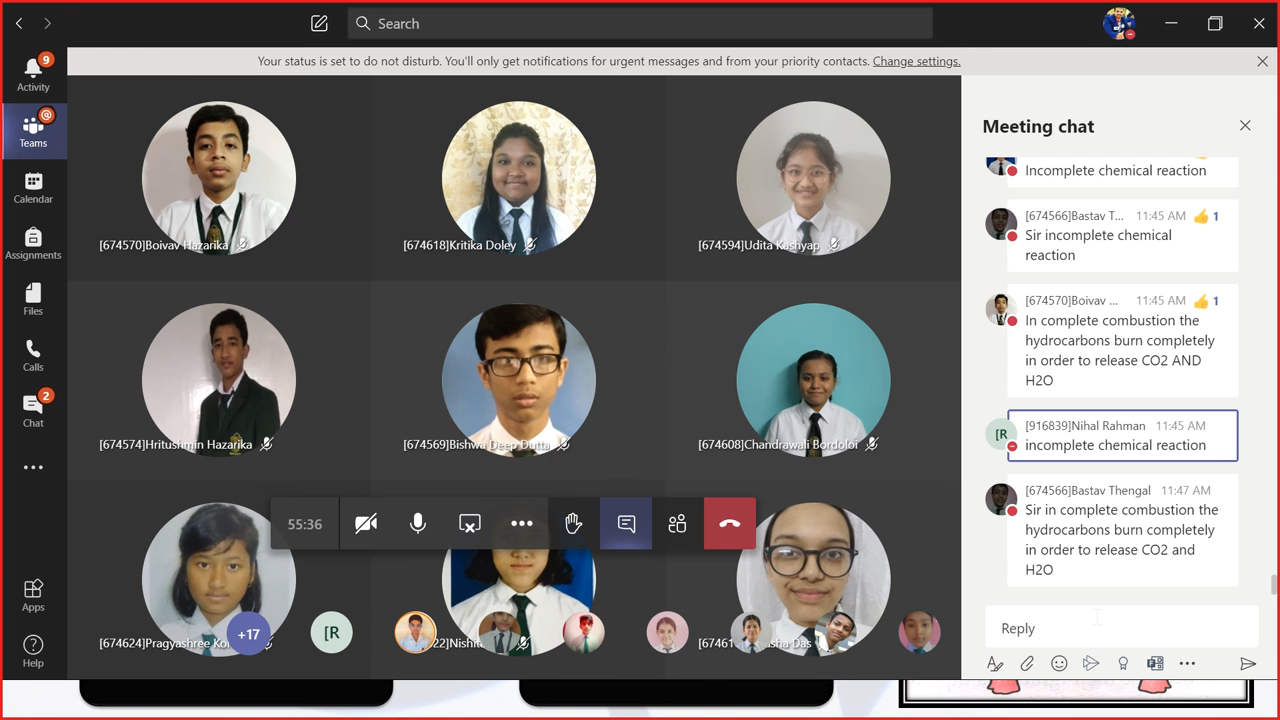 Search
Your status is set to do not disturb. You'll only get notifications for urgent messages and from your priority contacts. Change settings.
9
Activity
@
Teams
Calendar
Assignments
Files
Calls
2
Chat
Apps
Help
[674570]Boivav Hazarika
[674618]Kritika Doley
[674594]Udita Kashyap
[674574]Hritushmin Hazarika
[674569]Bishwa Deep Dutta
[674608]Chandrawali Bordoloi
55:36
[674624]Pragyashree
+17
[R
Meeting chat
Incomplete chemical reaction
[674566]Bastav T... 11:45 AM 👍 1
Sir incomplete chemical
reaction
[674570]Boivav ... 11:45 AM 👍 1
In complete combustion the
hydrocarbons burn completely
in order to release CO2 AND
H2O
[R
[916839]Nihal Rahman 11:45 AM
incomplete chemical reaction
[674566]Bastav Thengal 11:47 AM
Sir in complete combustion the
hydrocarbons burn completely
in order to release CO2 and
H2O
Reply